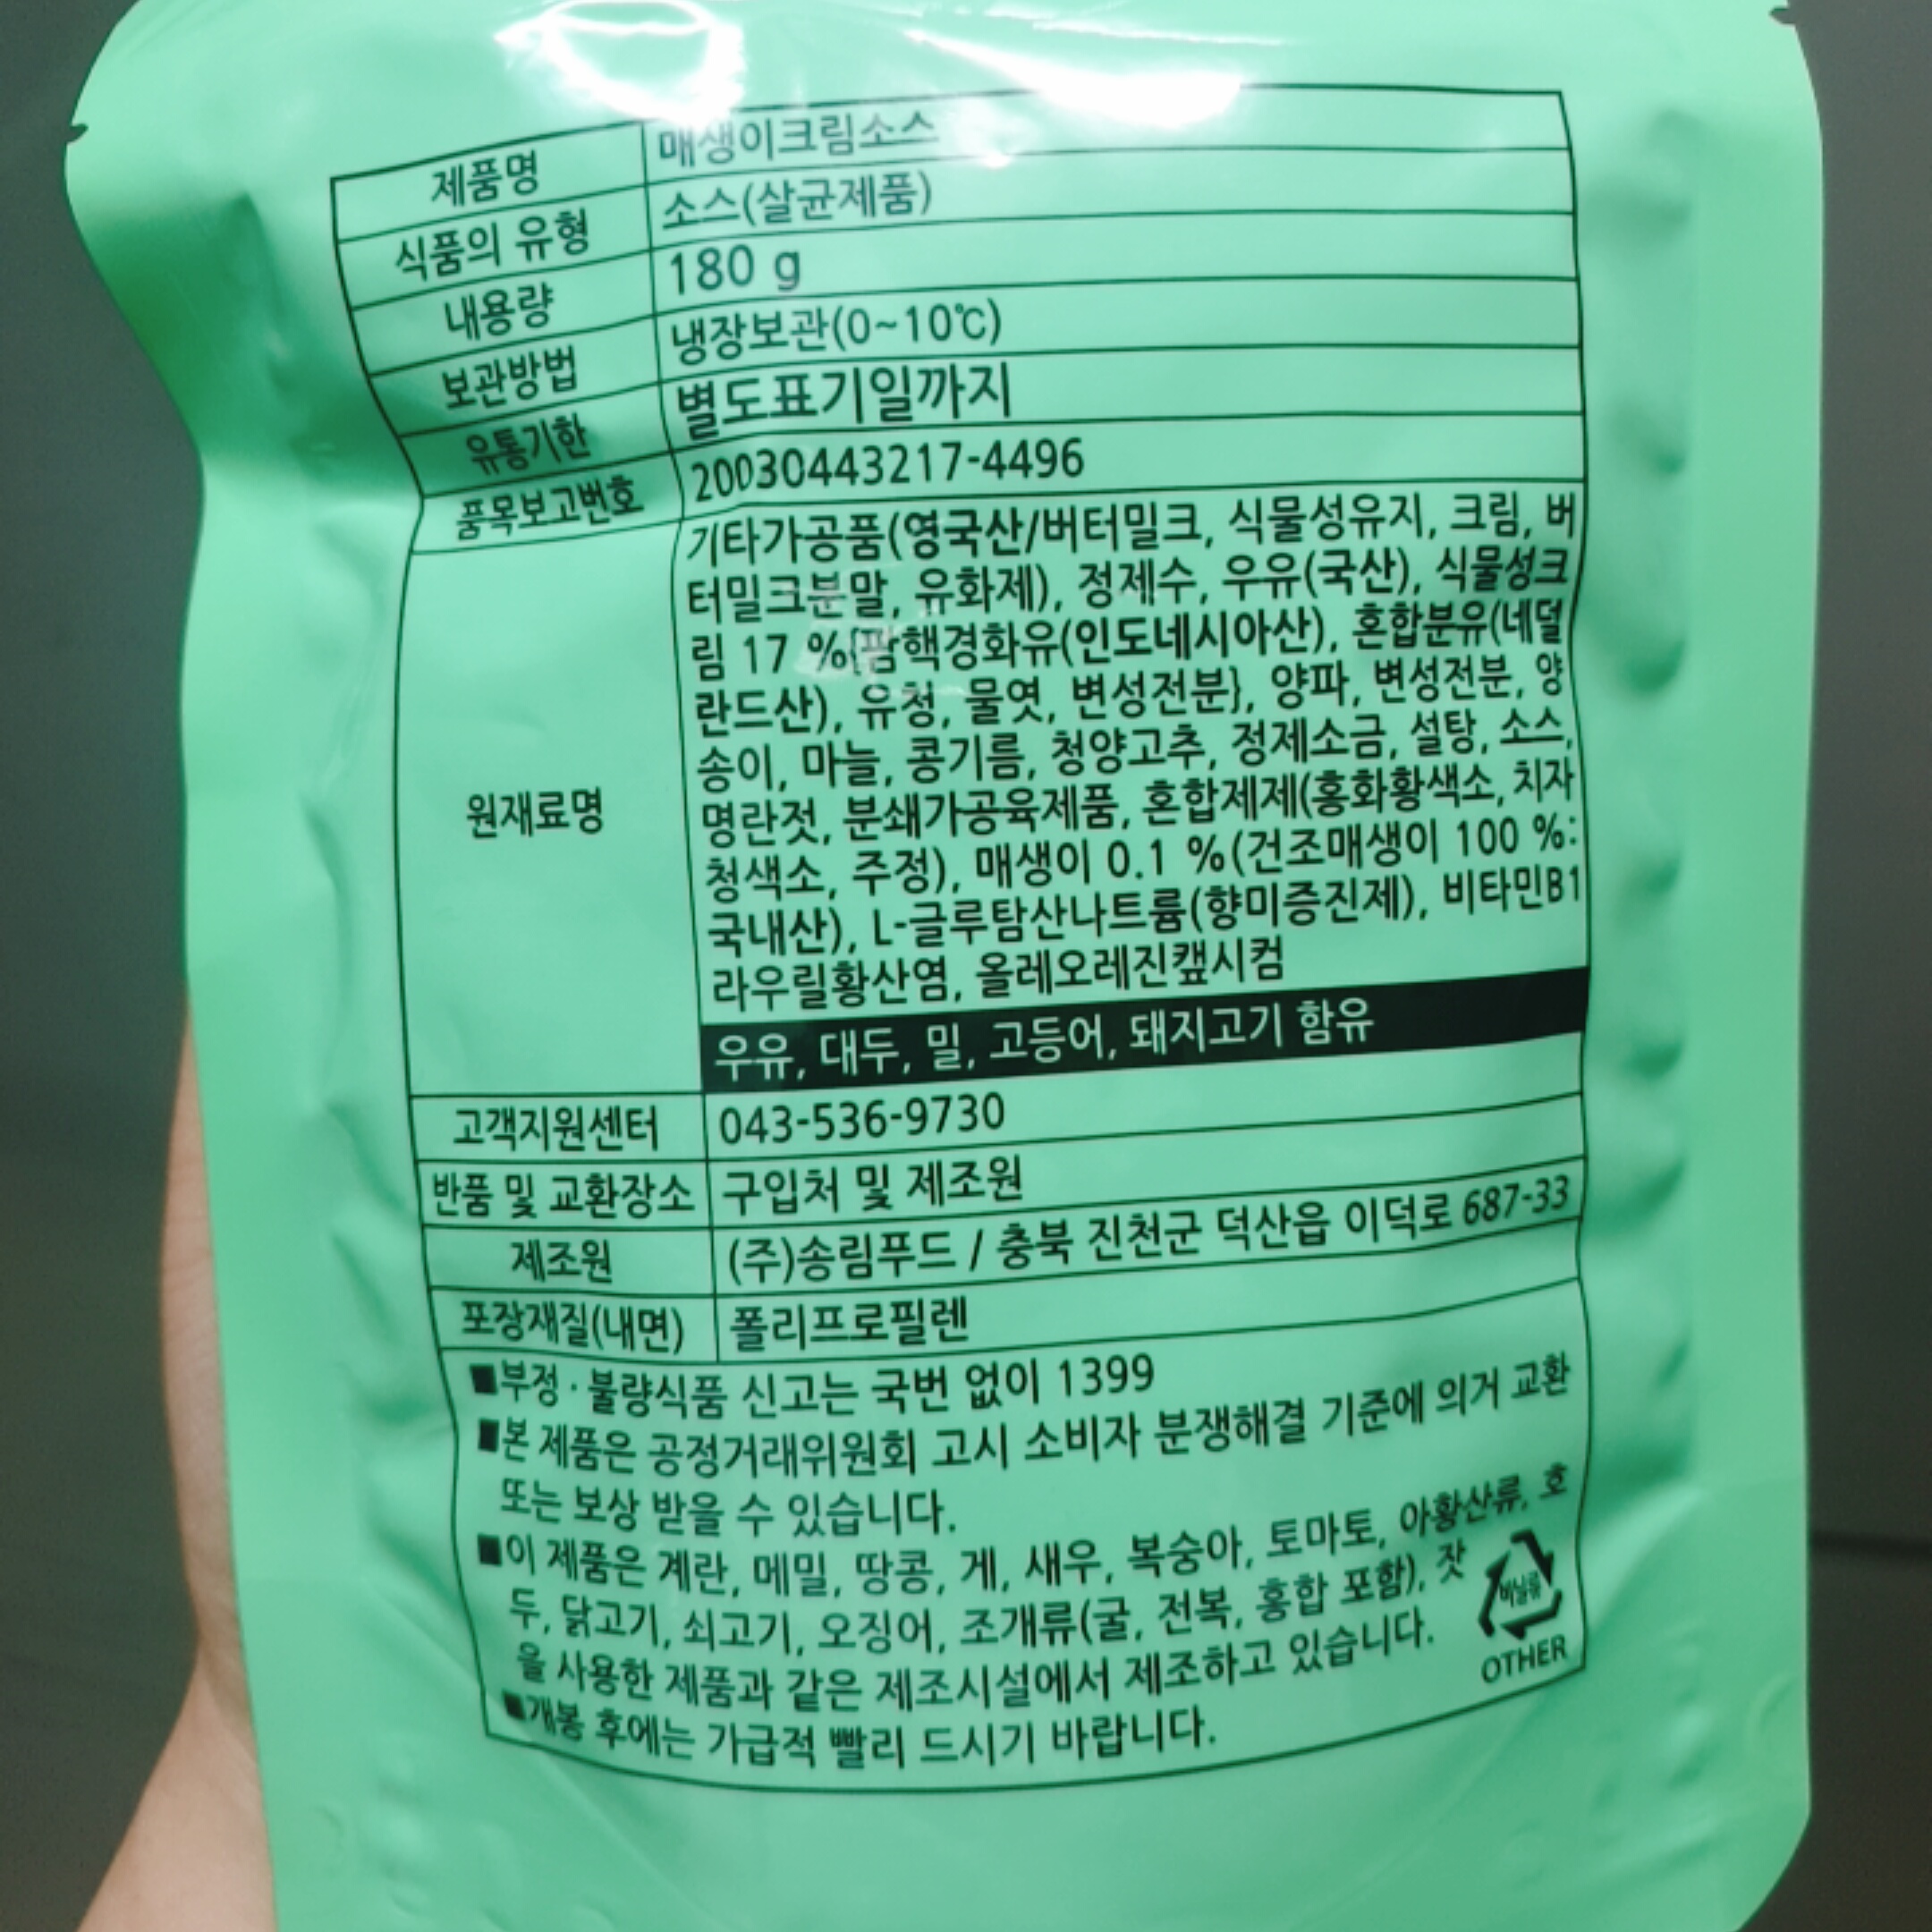 제품명 매생이크림소스
식품의 유형 소스(살균제품)
내용량 180 g
보관방법 냉장보관(0~10℃)
유통기한 별도표기일까지
품목보고번호 20030443217-4496
원재료명
기타가공품(영국산/버터밀크, 식물성유지, 크림, 버
터밀크분말, 유화제), 정제수, 우유(국산), 식물성크
림 17 %{팜핵경화유(인도네시아산), 혼합분유(네덜
란드산), 유청, 물엿, 변성전분}, 양파, 변성전분, 양
송이, 마늘, 콩기름, 청양고추, 정제소금, 설탕, 소스,
명란젓, 분쇄가공육제품, 혼합제제(홍화황색소, 치자
청색소, 주정), 매생이 0.1 %(건조매생이 100 %:
국내산), L-글루탐산나트륨(향미증진제), 비타민B1
라우릴황산염, 올레오레진캪시컴
우유, 대두, 밀, 고등어, 돼지고기 함유
고객지원센터 043-536-9730
반품 및 교환장소 구입처 및 제조원
제조원 (주)송림푸드 / 충북 진천군 덕산읍 이덕로 687-33
포장재질(내면) 폴리프로필렌
■부정·불량식품 신고는 국번 없이 1399
■본 제품은 공정거래위원회 고시 소비자 분쟁해결 기준에 의거 교환
또는 보상 받을 수 있습니다.
■이 제품은 계란, 메밀, 땅콩, 게, 새우, 복숭아, 토마토, 아황산류, 호
두, 닭고기, 쇠고기, 오징어, 조개류(굴, 전복, 홍합 포함), 잣
을 사용한 제품과 같은 제조시설에서 제조하고 있습니다.
■개봉 후에는 가급적 빨리 드시기 바랍니다.
비닐류
OTHER